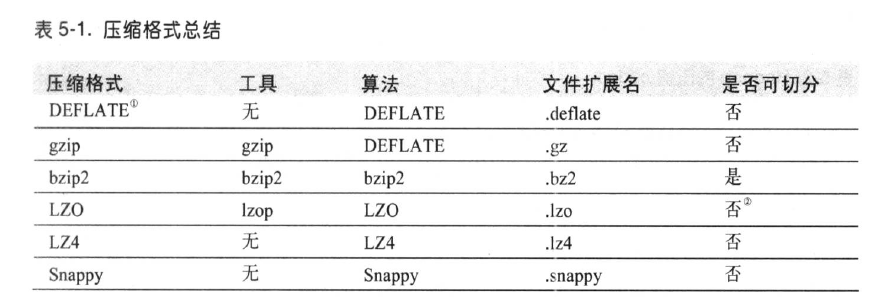 表 5-1. 压缩格式总结
压缩格式 工具 算法 文件扩展名 是否可切分
DEFLATE① 无 DEFLATE .deflate 否
gzip gzip DEFLATE .gz 否
bzip2 bzip2 bzip2 .bz2 是
LZO lzop LZO .lzo 否②
LZ4 无 LZ4 .lz4 否
Snappy 无 Snappy .snappy 否